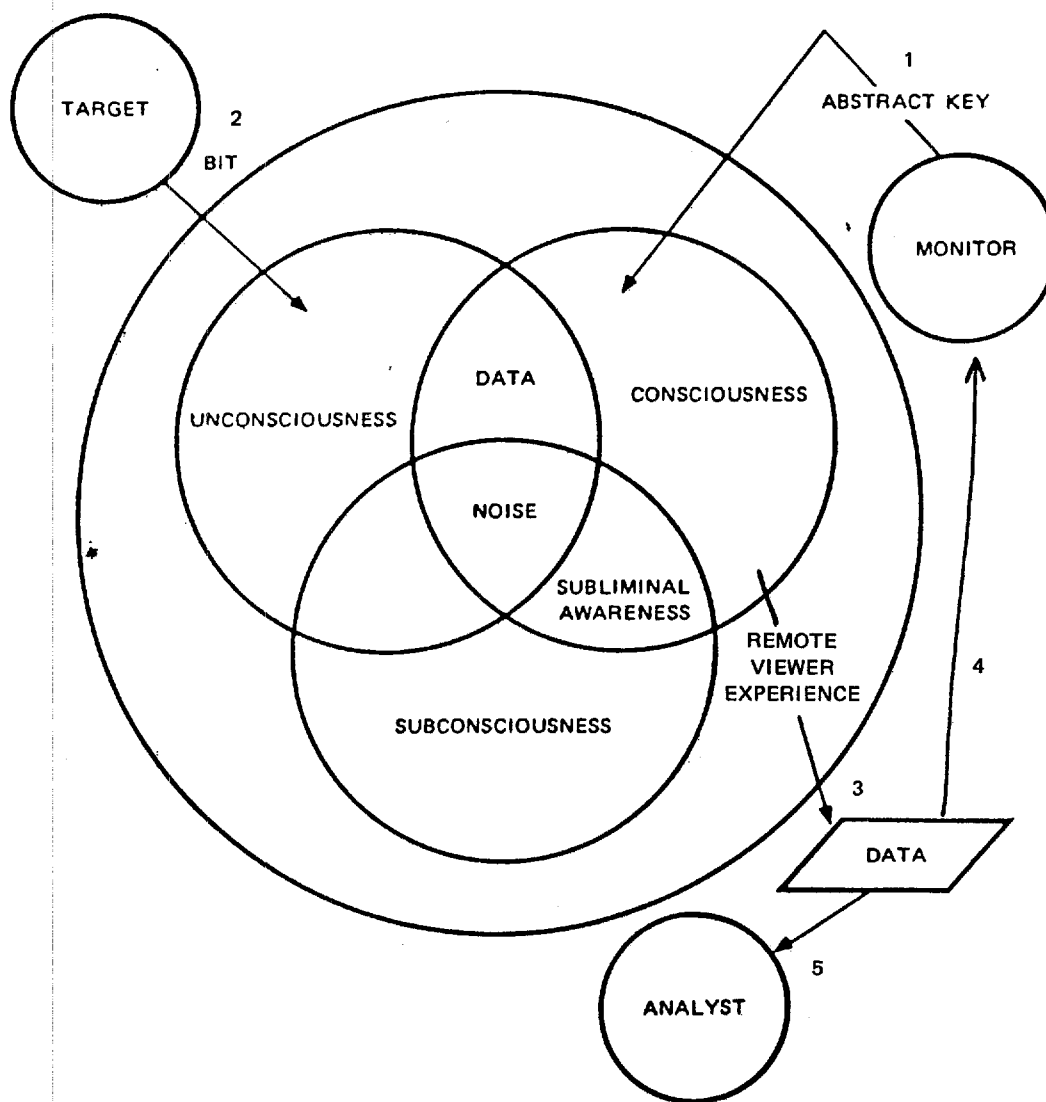 1
TARGET
2
ABSTRACT KEY
BIT
MONITOR
DATA
CONSCIOUSNESS
UNCONSCIOUSNESS
NOISE
SUBLIMINAL
AWARENESS
REMOTE
VIEWER
EXPERIENCE
4
SUBCONSCIOUSNESS
3
DATA
5
ANALYST